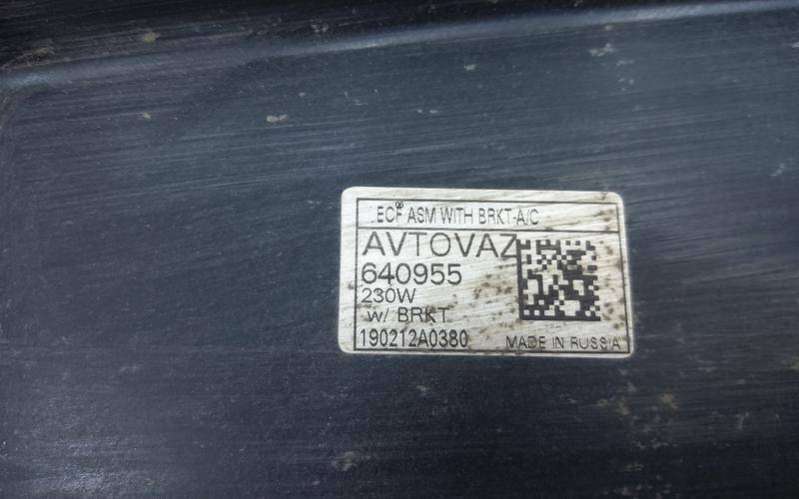 ECF ASM WITH BRKT-A/C
AVTOVAZ
640955
230W
w/ BRKT
190212A0380
MADE IN RUSSIA